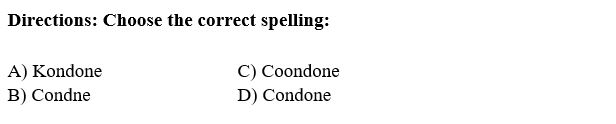 Directions: Choose the correct spelling:
A) Kondone C) Coondone
B) Condne D) Condone